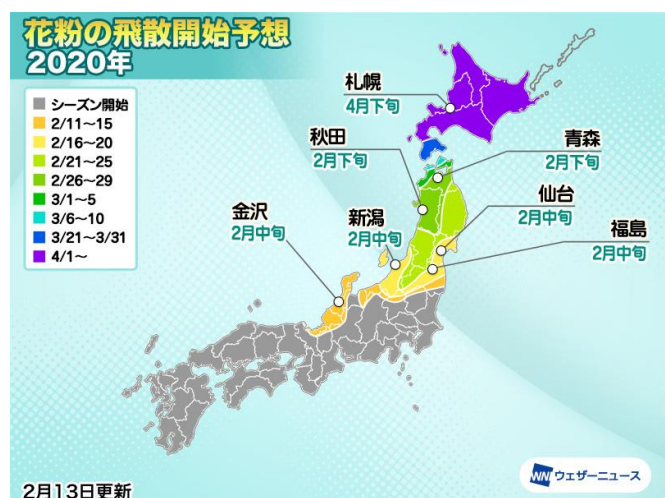 花粉の飛散開始予想
2020年
シーズン開始
2/11～15
2/16～20
2/21～25
2/26～29
3/1～5
3/6～10
3/21～3/31
4/1～
札幌
4月下旬
秋田
2月下旬
青森
2月下旬
仙台
2月中旬
金沢
2月中旬
新潟
2月中旬
福島
2月中旬
2月13日更新
WNI ウェザーニュース